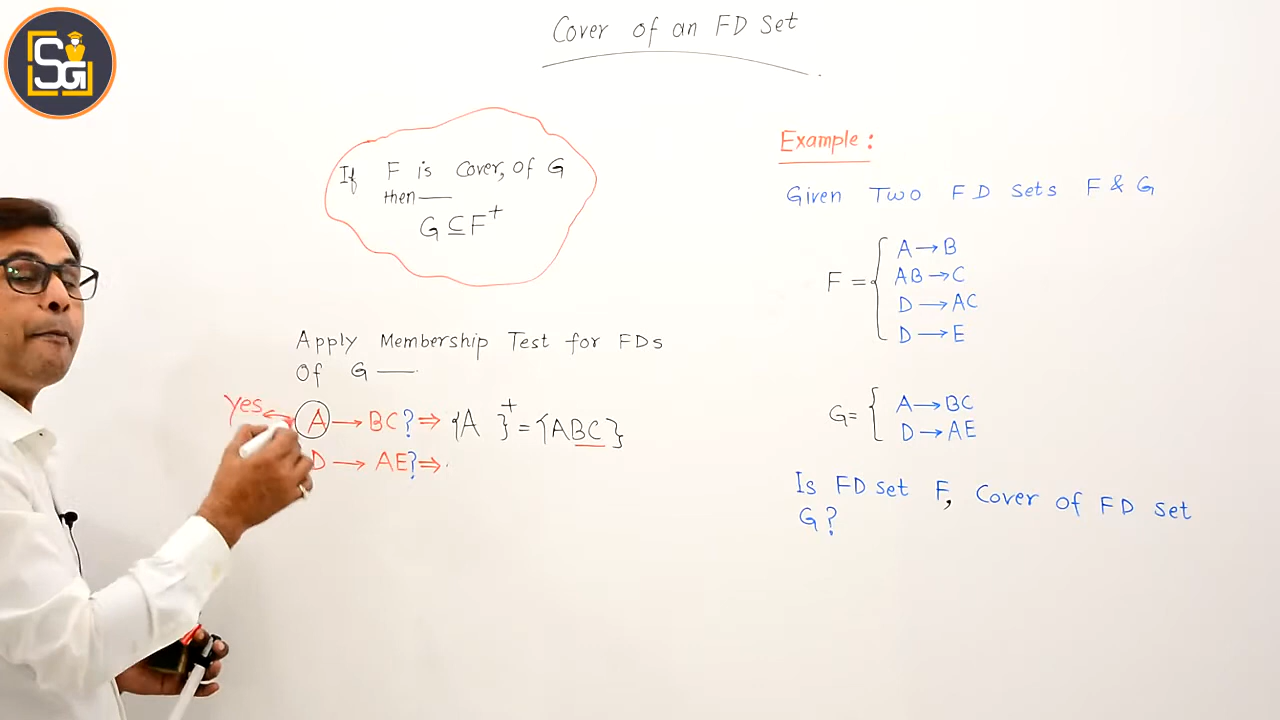 SG
Cover of an FD Set
If F is Cover, of G
then —
G ⊆ F⁺
Apply Membership Test for FDs
Of G —
yes
A → BC? ⇒ {A }⁺ = {ABC}
D → AE? ⇒
Example:
Given Two FD Sets F & G
F = { A → B
AB → C
D → AC
D → E
G = { A → BC
D → AE
Is FD set F, Cover of FD set
G?